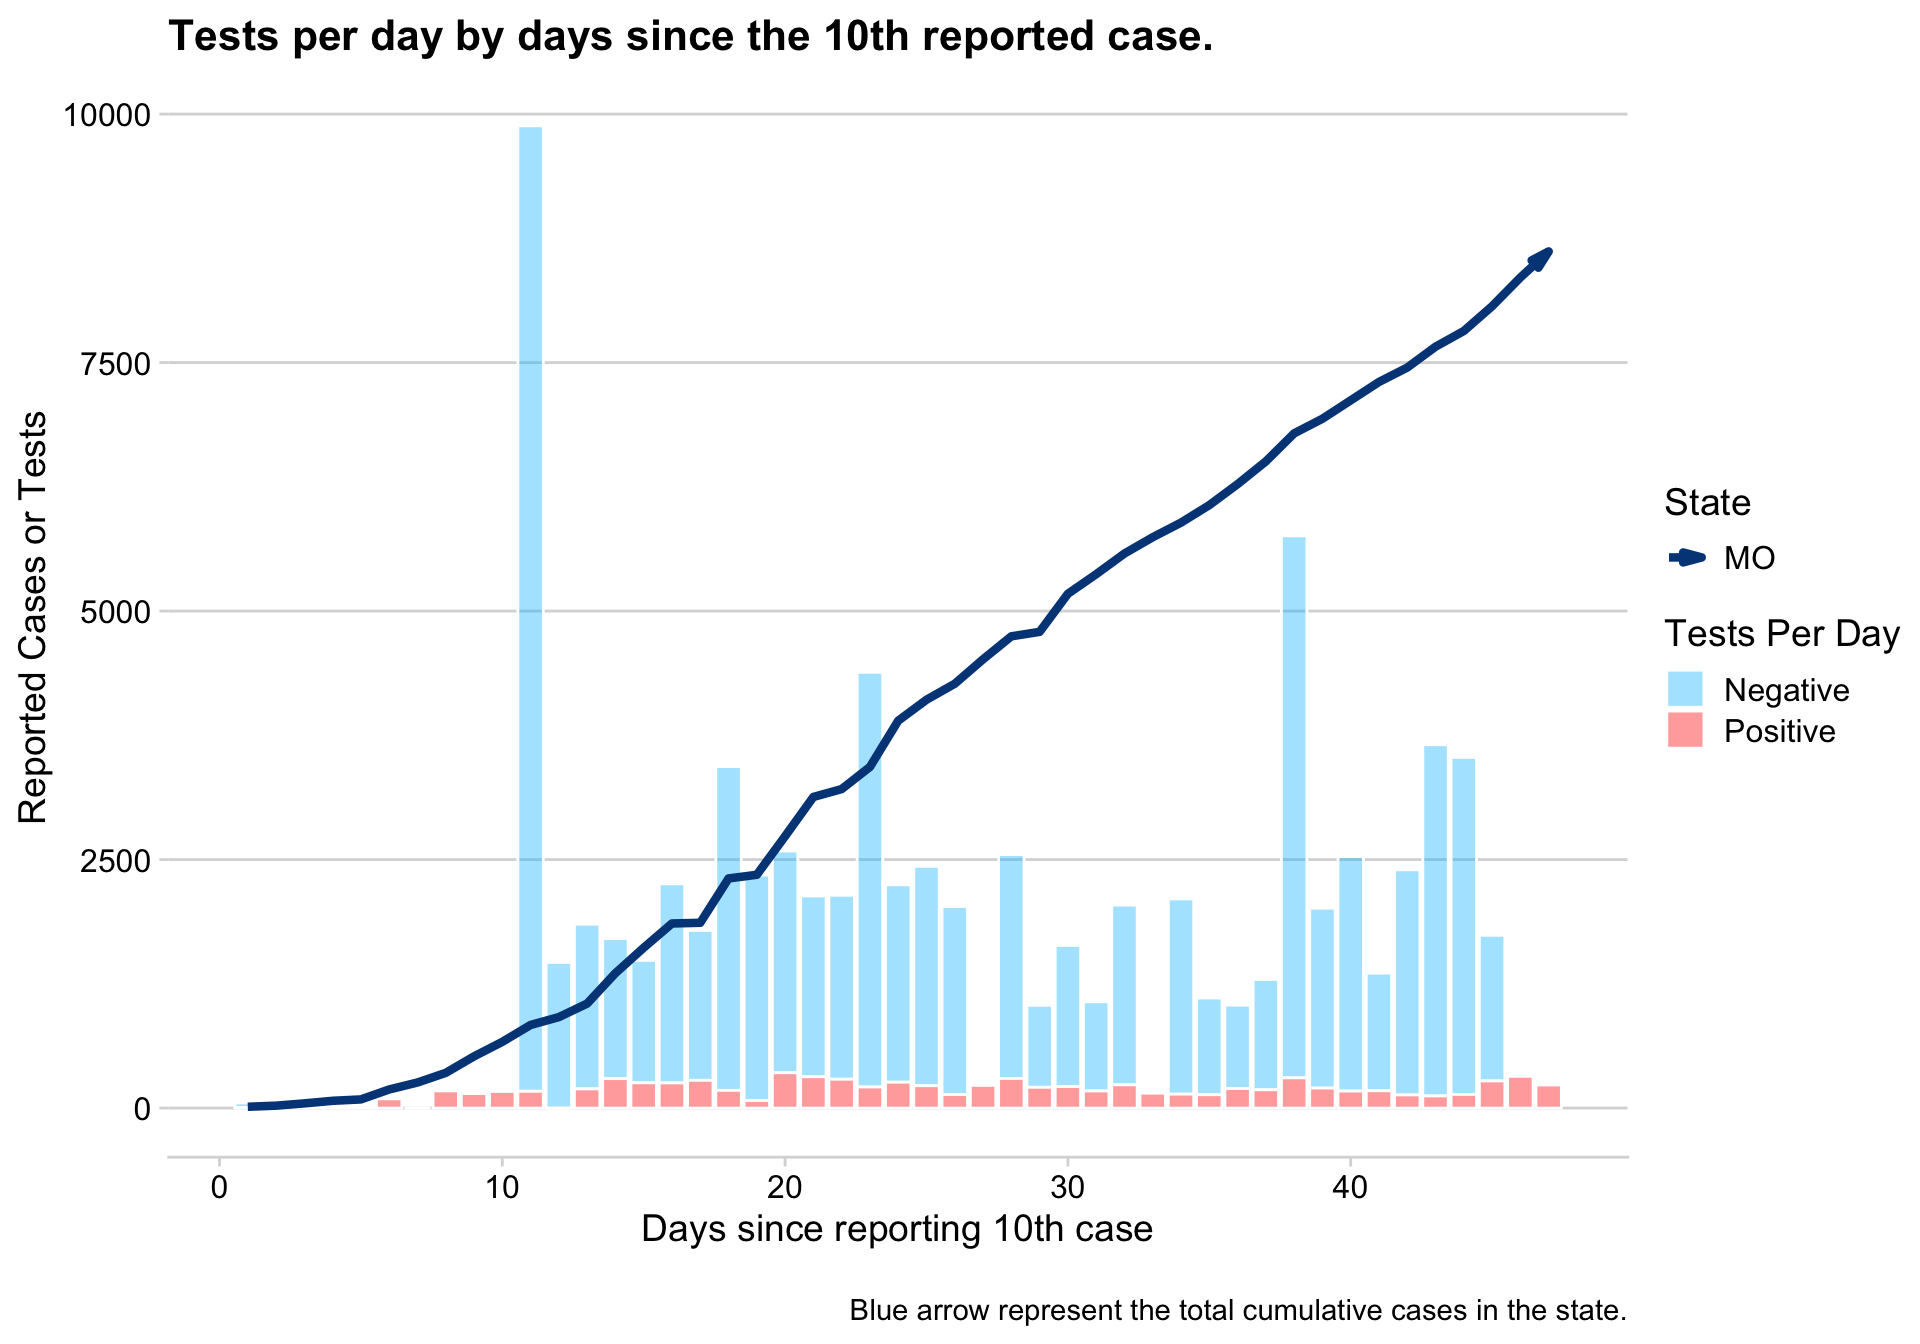 Tests per day by days since the 10th reported case.
10000
7500
5000
2500
0
Reported Cases or Tests
0 10 20 30 40
Days since reporting 10th case
State
MO
Tests Per Day
Negative
Positive
Blue arrow represent the total cumulative cases in the state.